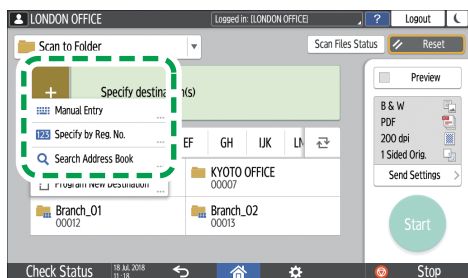 LONDON OFFICE
Logged in: [LONDON OFFICE]
?
Logout
Scan to Folder
Scan Files Status
Reset
Specify destina n(s)
Preview
Manual Entry
B & W
PDF
123 Specify by Reg. No.
EF GH IJK LN
200 dpi
1 Sided Orig.
Search Address Book
KYOTO OFFICE
00007
Send Settings
Program New Destination
Branch_01
00012
Branch_02
00013
Start
Check Status
18 Jul. 2018
11:18
Stop